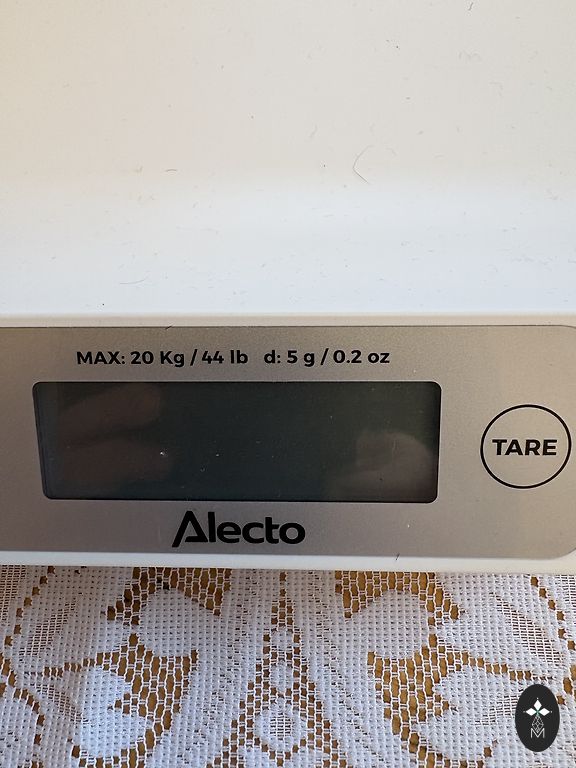 MAX: 20 Kg / 44 lb d: 5 g / 0.2 oz
TARE
Alecto